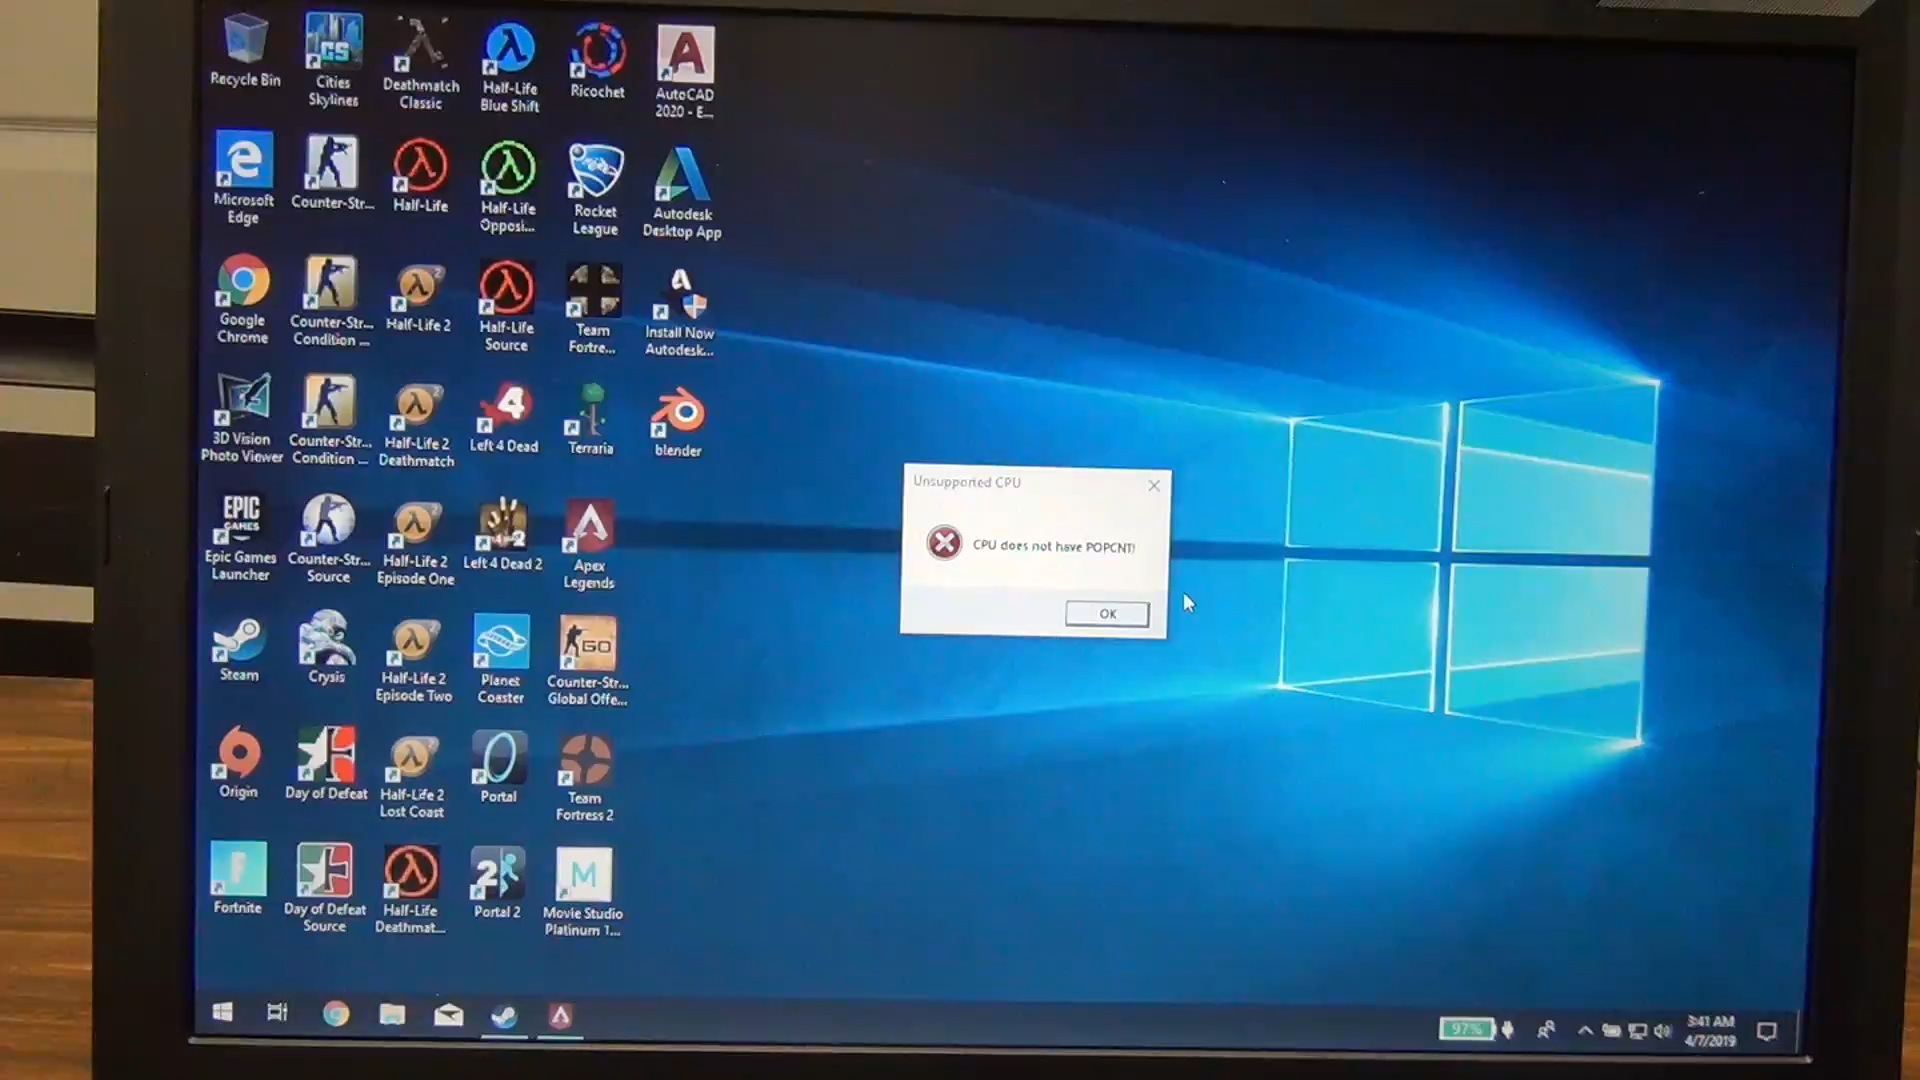 Recycle Bin
Cities
Skylines
Deathmatch
Classic
Half-Life
Blue Shift
Ricochet
AutoCAD
2020 - E...
Microsoft
Edge
Counter-Str...
Half-Life
Half-Life
Opposi...
Rocket
League
Autodesk
Desktop App
Google
Chrome
Counter-Str...
Condition ...
Half-Life 2
Half-Life
Source
Team
Fortre...
Install Now
Autodesk...
3D Vision
Photo Viewer
Counter-Str...
Condition ...
Half-Life 2
Deathmatch
Left 4 Dead
Terraria
blender
Unsupported CPU
CPU does not have POPCNT!
OK
EPIC
GAMES
Epic Games
Launcher
Counter-Str...
Source
Half-Life 2
Episode One
Left 4 Dead 2
Apex
Legends
Steam
Crysis
Half-Life 2
Episode Two
Planet
Coaster
GO
Counter-Str...
Global Offe...
Origin
Day of Defeat
Half-Life 2
Lost Coast
Portal
Team
Fortress 2
Fortnite
Day of Defeat
Source
Half-Life
Deathmat...
Portal 2
Movie Studio
Platinum 1...
97%
3:41 AM
4/7/2019